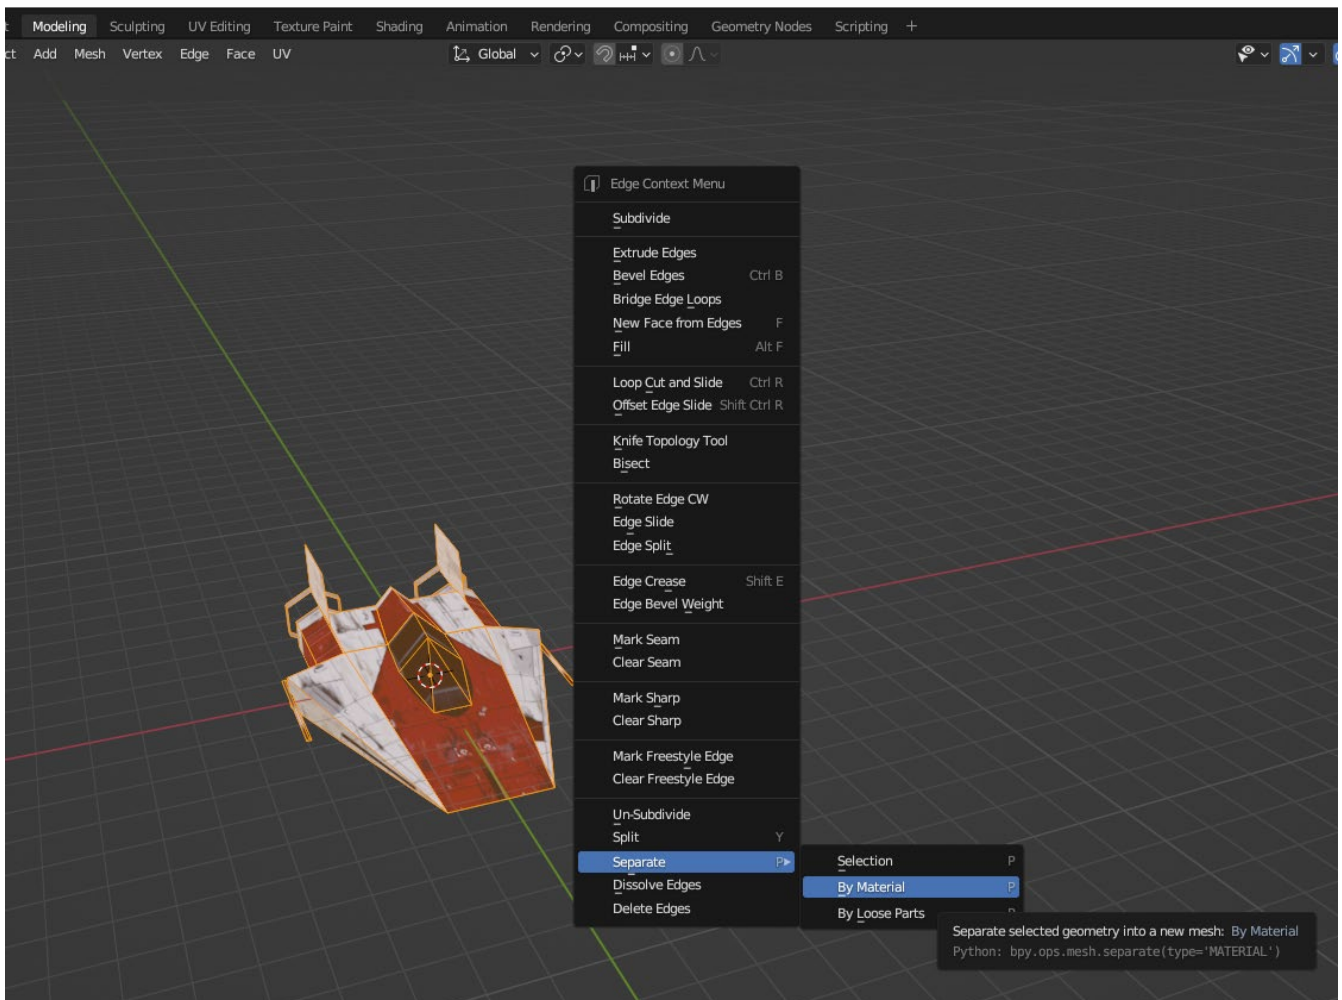 t Modeling Sculpting UV Editing Texture Paint Shading Animation Rendering Compositing Geometry Nodes Scripting +
ct Add Mesh Vertex Edge Face UV Global
Edge Context Menu
Subdivide
Extrude Edges
Bevel Edges Ctrl B
Bridge Edge Loops
New Face from Edges F
Fill Alt F
Loop Cut and Slide Ctrl R
Offset Edge Slide Shift Ctrl R
Knife Topology Tool
Bisect
Rotate Edge CW
Edge Slide
Edge Split
Edge Crease Shift E
Edge Bevel Weight
Mark Seam
Clear Seam
Mark Sharp
Clear Sharp
Mark Freestyle Edge
Clear Freestyle Edge
Un-Subdivide
Split Y
Separate P
Dissolve Edges
Delete Edges
Selection P
By Material P
By Loose Parts
Separate selected geometry into a new mesh: By Material
Python: bpy.ops.mesh.separate(type='MATERIAL')